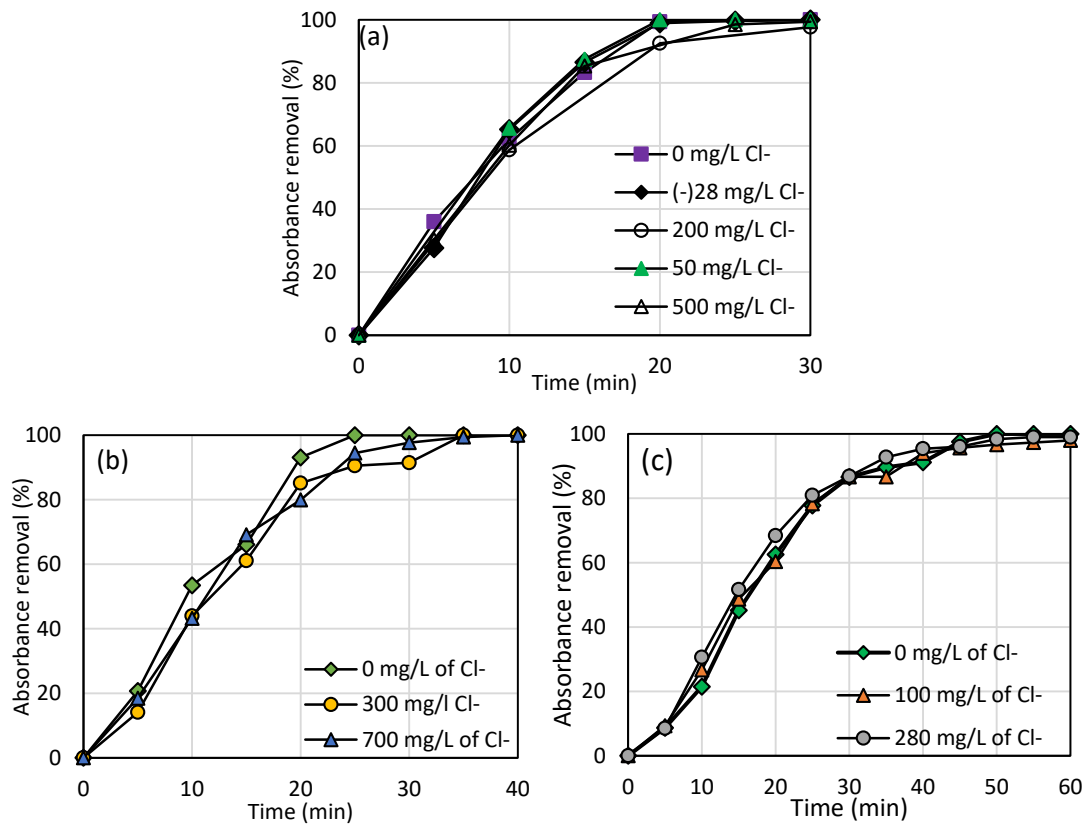 (a)
Absorbance removal (%)
100
80
60
40
20
0
0 mg/L Cl-
(-)28 mg/L Cl-
200 mg/L Cl-
50 mg/L Cl-
500 mg/L Cl-
0 10 20 30
Time (min)
(b)
Absorbance removal (%)
100
80
60
40
20
0
0 mg/L of Cl-
300 mg/l Cl-
700 mg/L of Cl-
0 10 20 30 40
Time (min)
(c)
Absorbance removal (%)
100
80
60
40
20
0
0 mg/L of Cl-
100 mg/L of Cl-
280 mg/L of Cl-
0 10 20 30 40 50 60
Time (min)